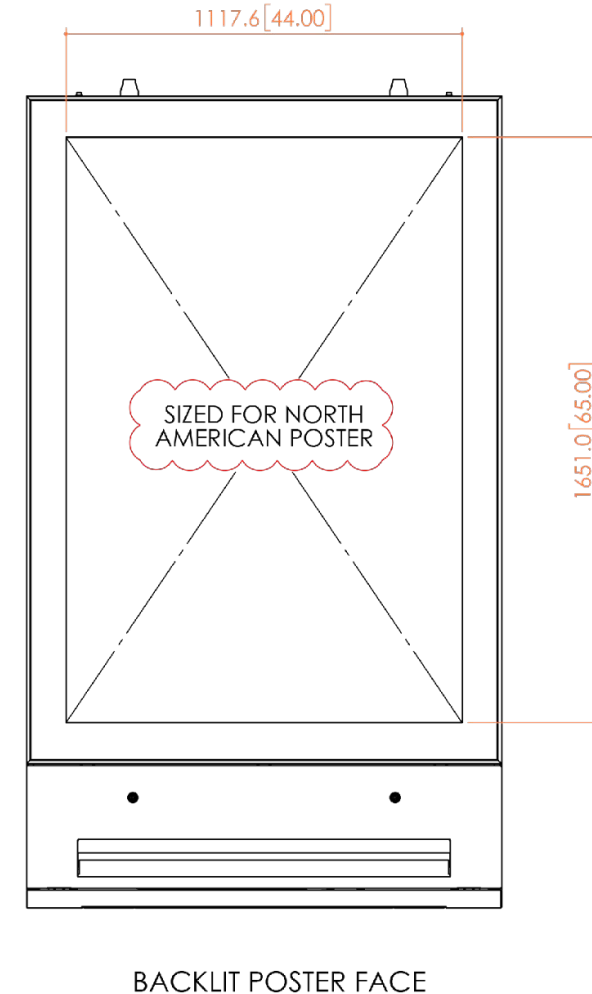 1117.6[44.00]
1651.0[65.00]
SIZED FOR NORTH
AMERICAN POSTER
BACKLIT POSTER FACE